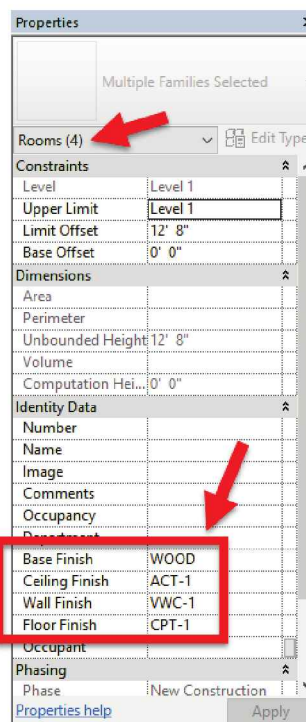 Properties
Multiple Families Selected
Rooms (4) Edit Type
Constraints
Level Level 1
Upper Limit Level 1
Limit Offset 12' 8"
Base Offset 0' 0"
Dimensions
Area
Perimeter
Unbounded Height 12' 8"
Volume
Computation Hei... 0' 0"
Identity Data
Number
Name
Image
Comments
Occupancy
Department
Base Finish WOOD
Ceiling Finish ACT-1
Wall Finish VWC-1
Floor Finish CPT-1
Occupant
Phasing
Phase New Construction
Properties help Apply